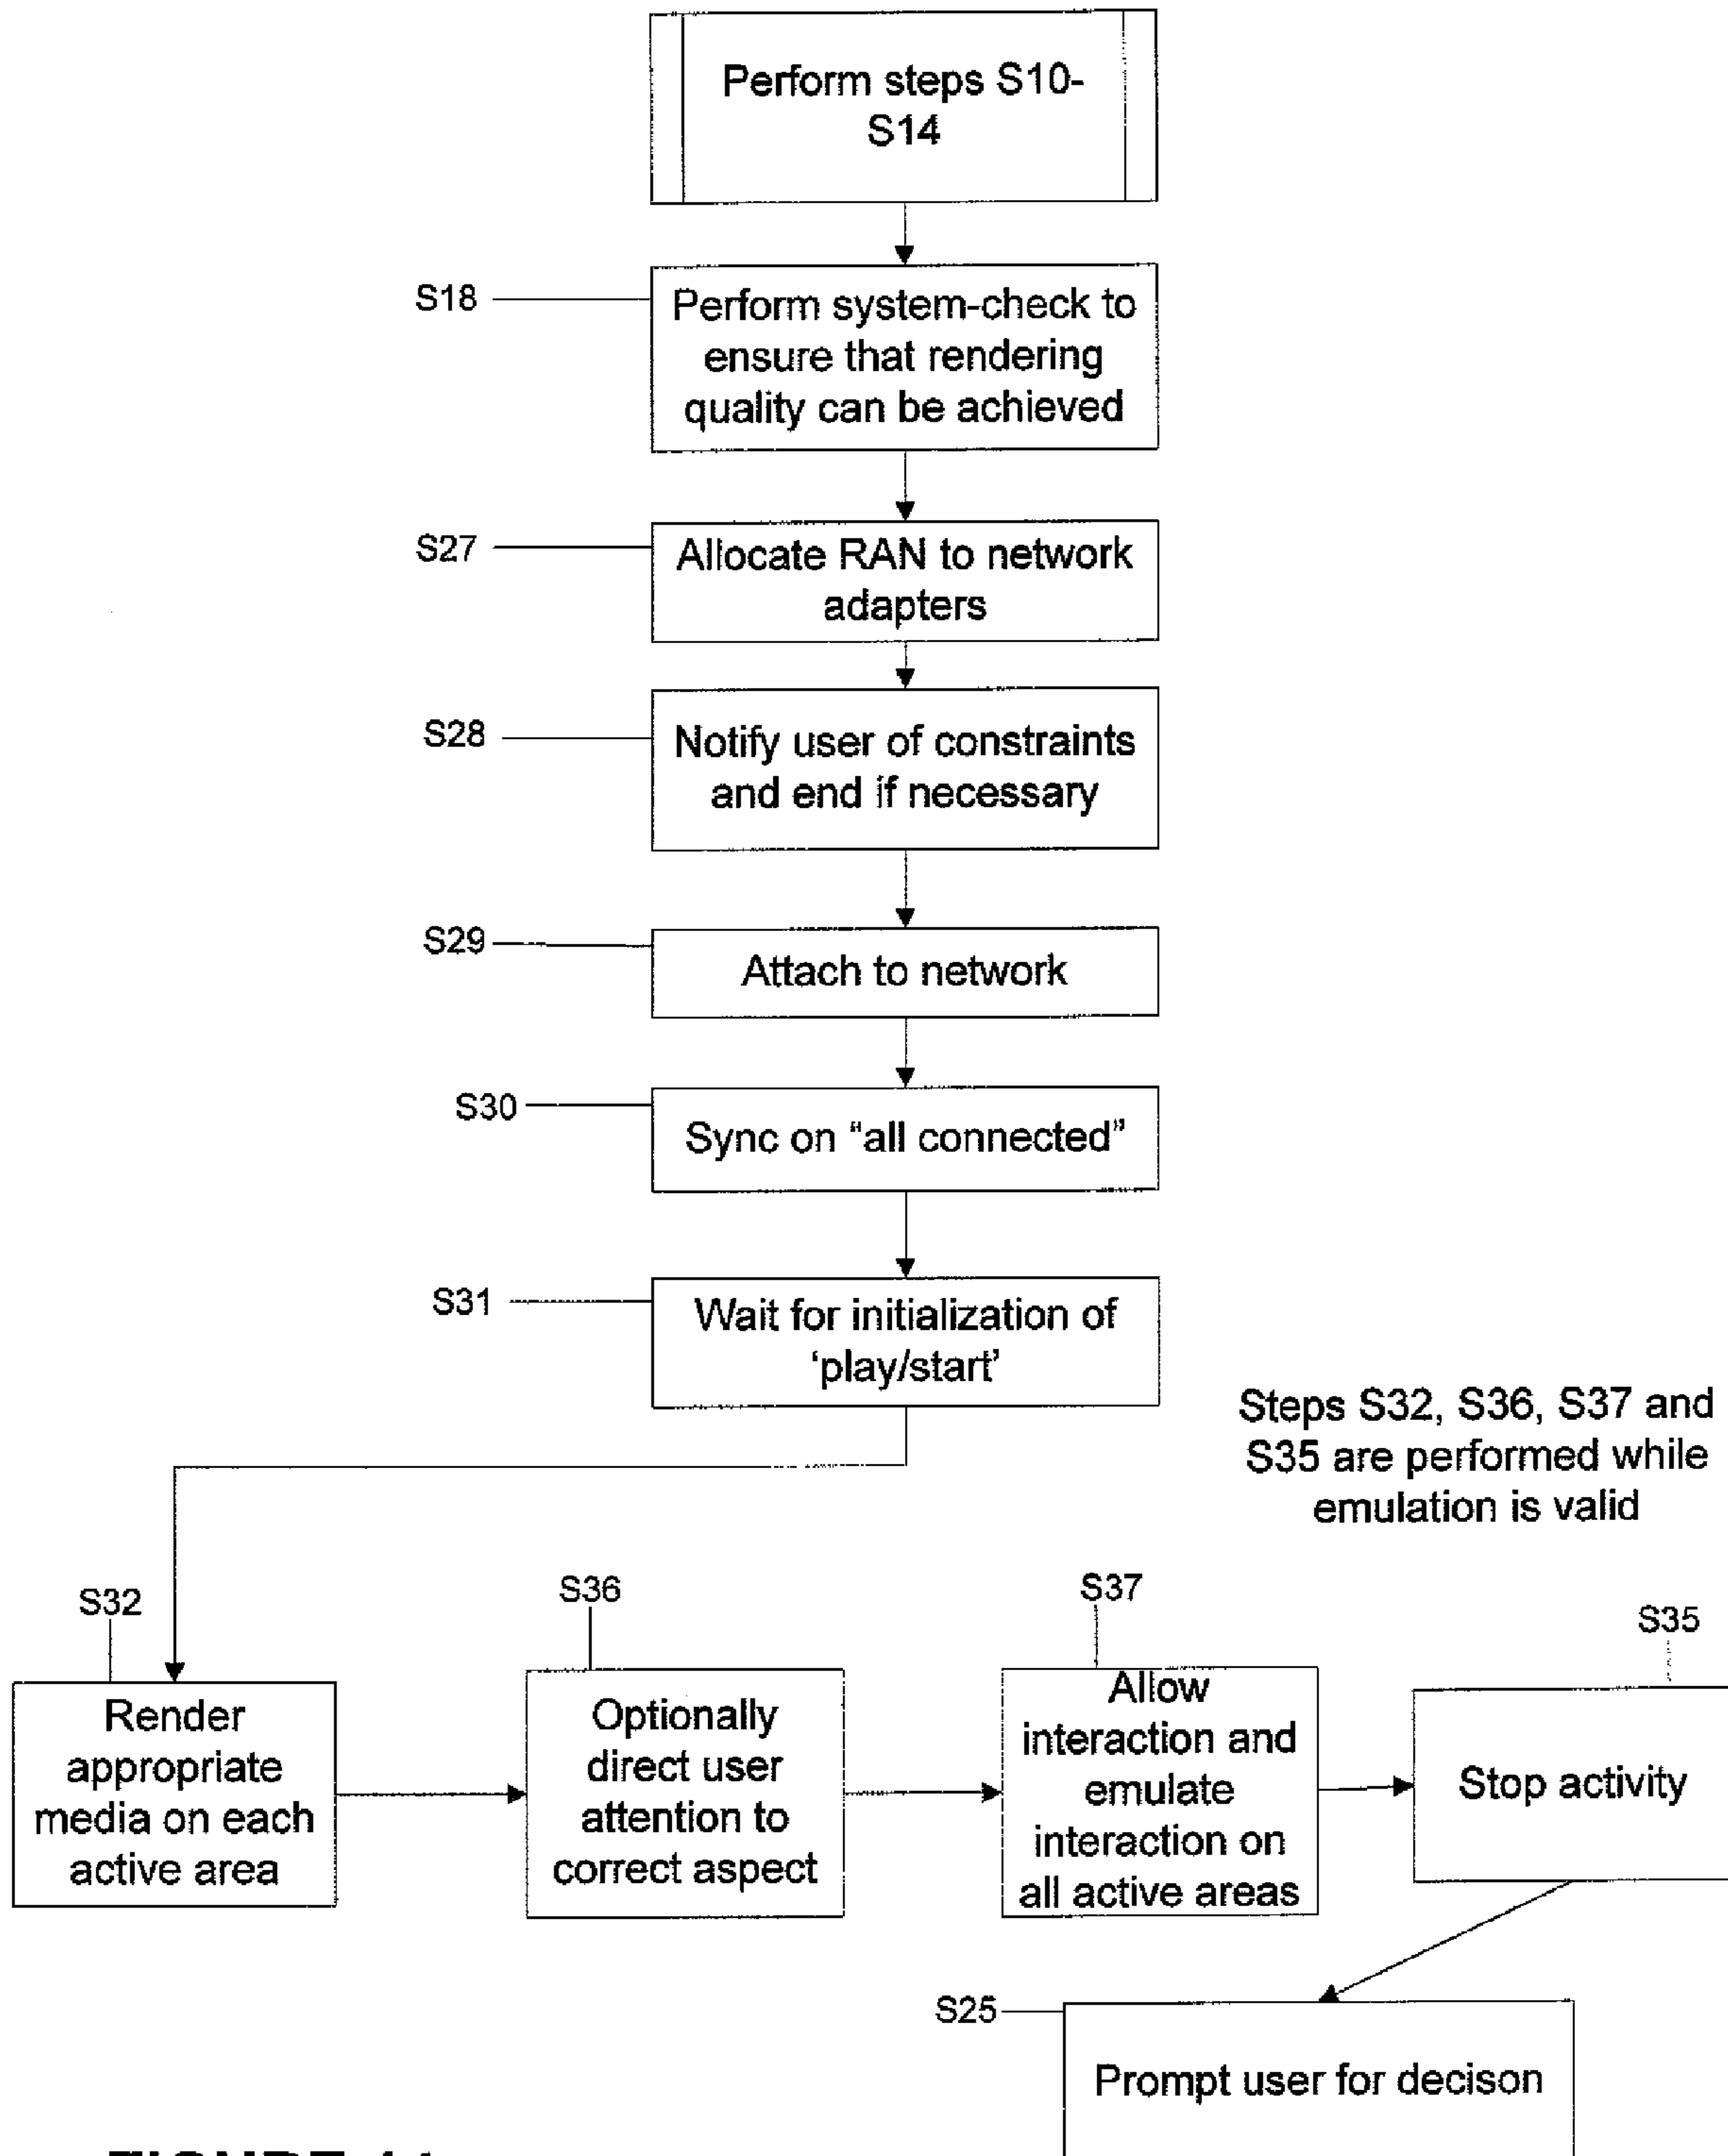 Perform steps S10-
S14
S18
Perform system-check to
ensure that rendering
quality can be achieved
S27
Allocate RAN to network
adapters
S28
Notify user of constraints
and end if necessary
S29
Attach to network
S30
Sync on “all connected”
S31
Wait for initialization of
‘play/start’
Steps S32, S36, S37 and
S35 are performed while
emulation is valid
S32
Render
appropriate
media on each
active area
S36
Optionally
direct user
attention to
correct aspect
S37
Allow
interaction and
emulate
interaction on
all active areas
S35
Stop activity
S25
Prompt user for decison